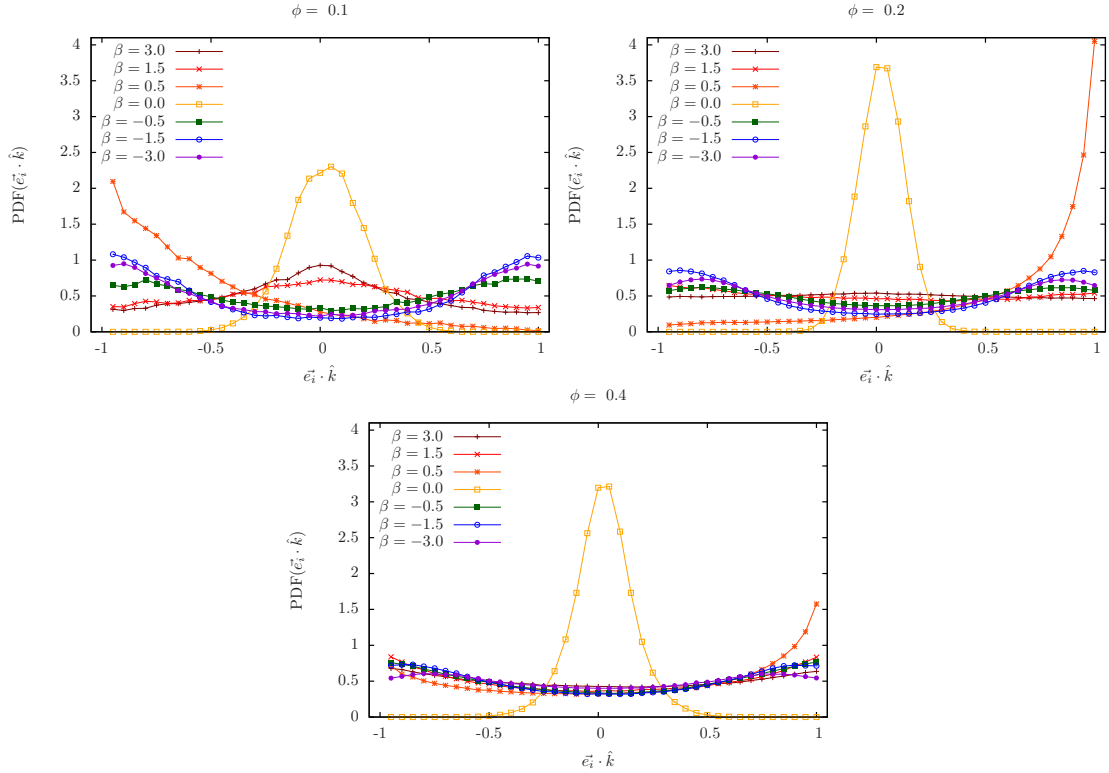 ϕ = 0.1
β = 3.0
β = 1.5
β = 0.5
β = 0.0
β = −0.5
β = −1.5
β = −3.0
4
3.5
3
2.5
2
1.5
1
0.5
0
PDF(e⃗ᵢ · k̂)
-1 -0.5 0 0.5 1
e⃗ᵢ · k̂
ϕ = 0.2
β = 3.0
β = 1.5
β = 0.5
β = 0.0
β = −0.5
β = −1.5
β = −3.0
4
3.5
3
2.5
2
1.5
1
0.5
0
PDF(e⃗ᵢ · k̂)
-1 -0.5 0 0.5 1
e⃗ᵢ · k̂
ϕ = 0.4
β = 3.0
β = 1.5
β = 0.5
β = 0.0
β = −0.5
β = −1.5
β = −3.0
4
3.5
3
2.5
2
1.5
1
0.5
0
PDF(e⃗ᵢ · k̂)
-1 -0.5 0 0.5 1
e⃗ᵢ · k̂